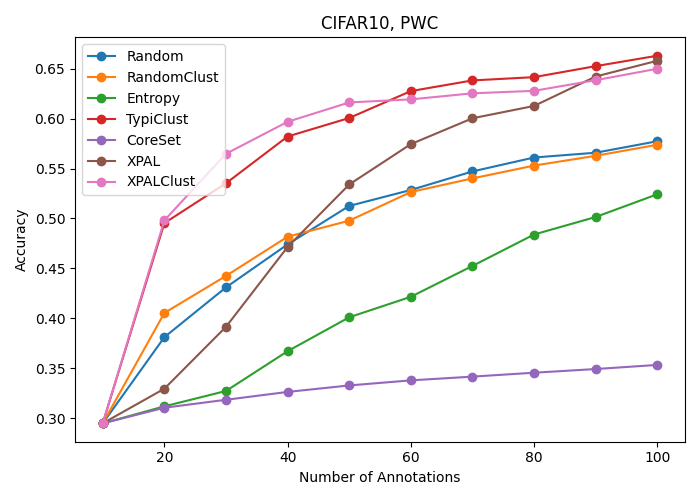 CIFAR10, PWC
Random
RandomClust
Entropy
TypiClust
CoreSet
XPAL
XPALClust
Accuracy
0.65
0.60
0.55
0.50
0.45
0.40
0.35
0.30
20 40 60 80 100
Number of Annotations